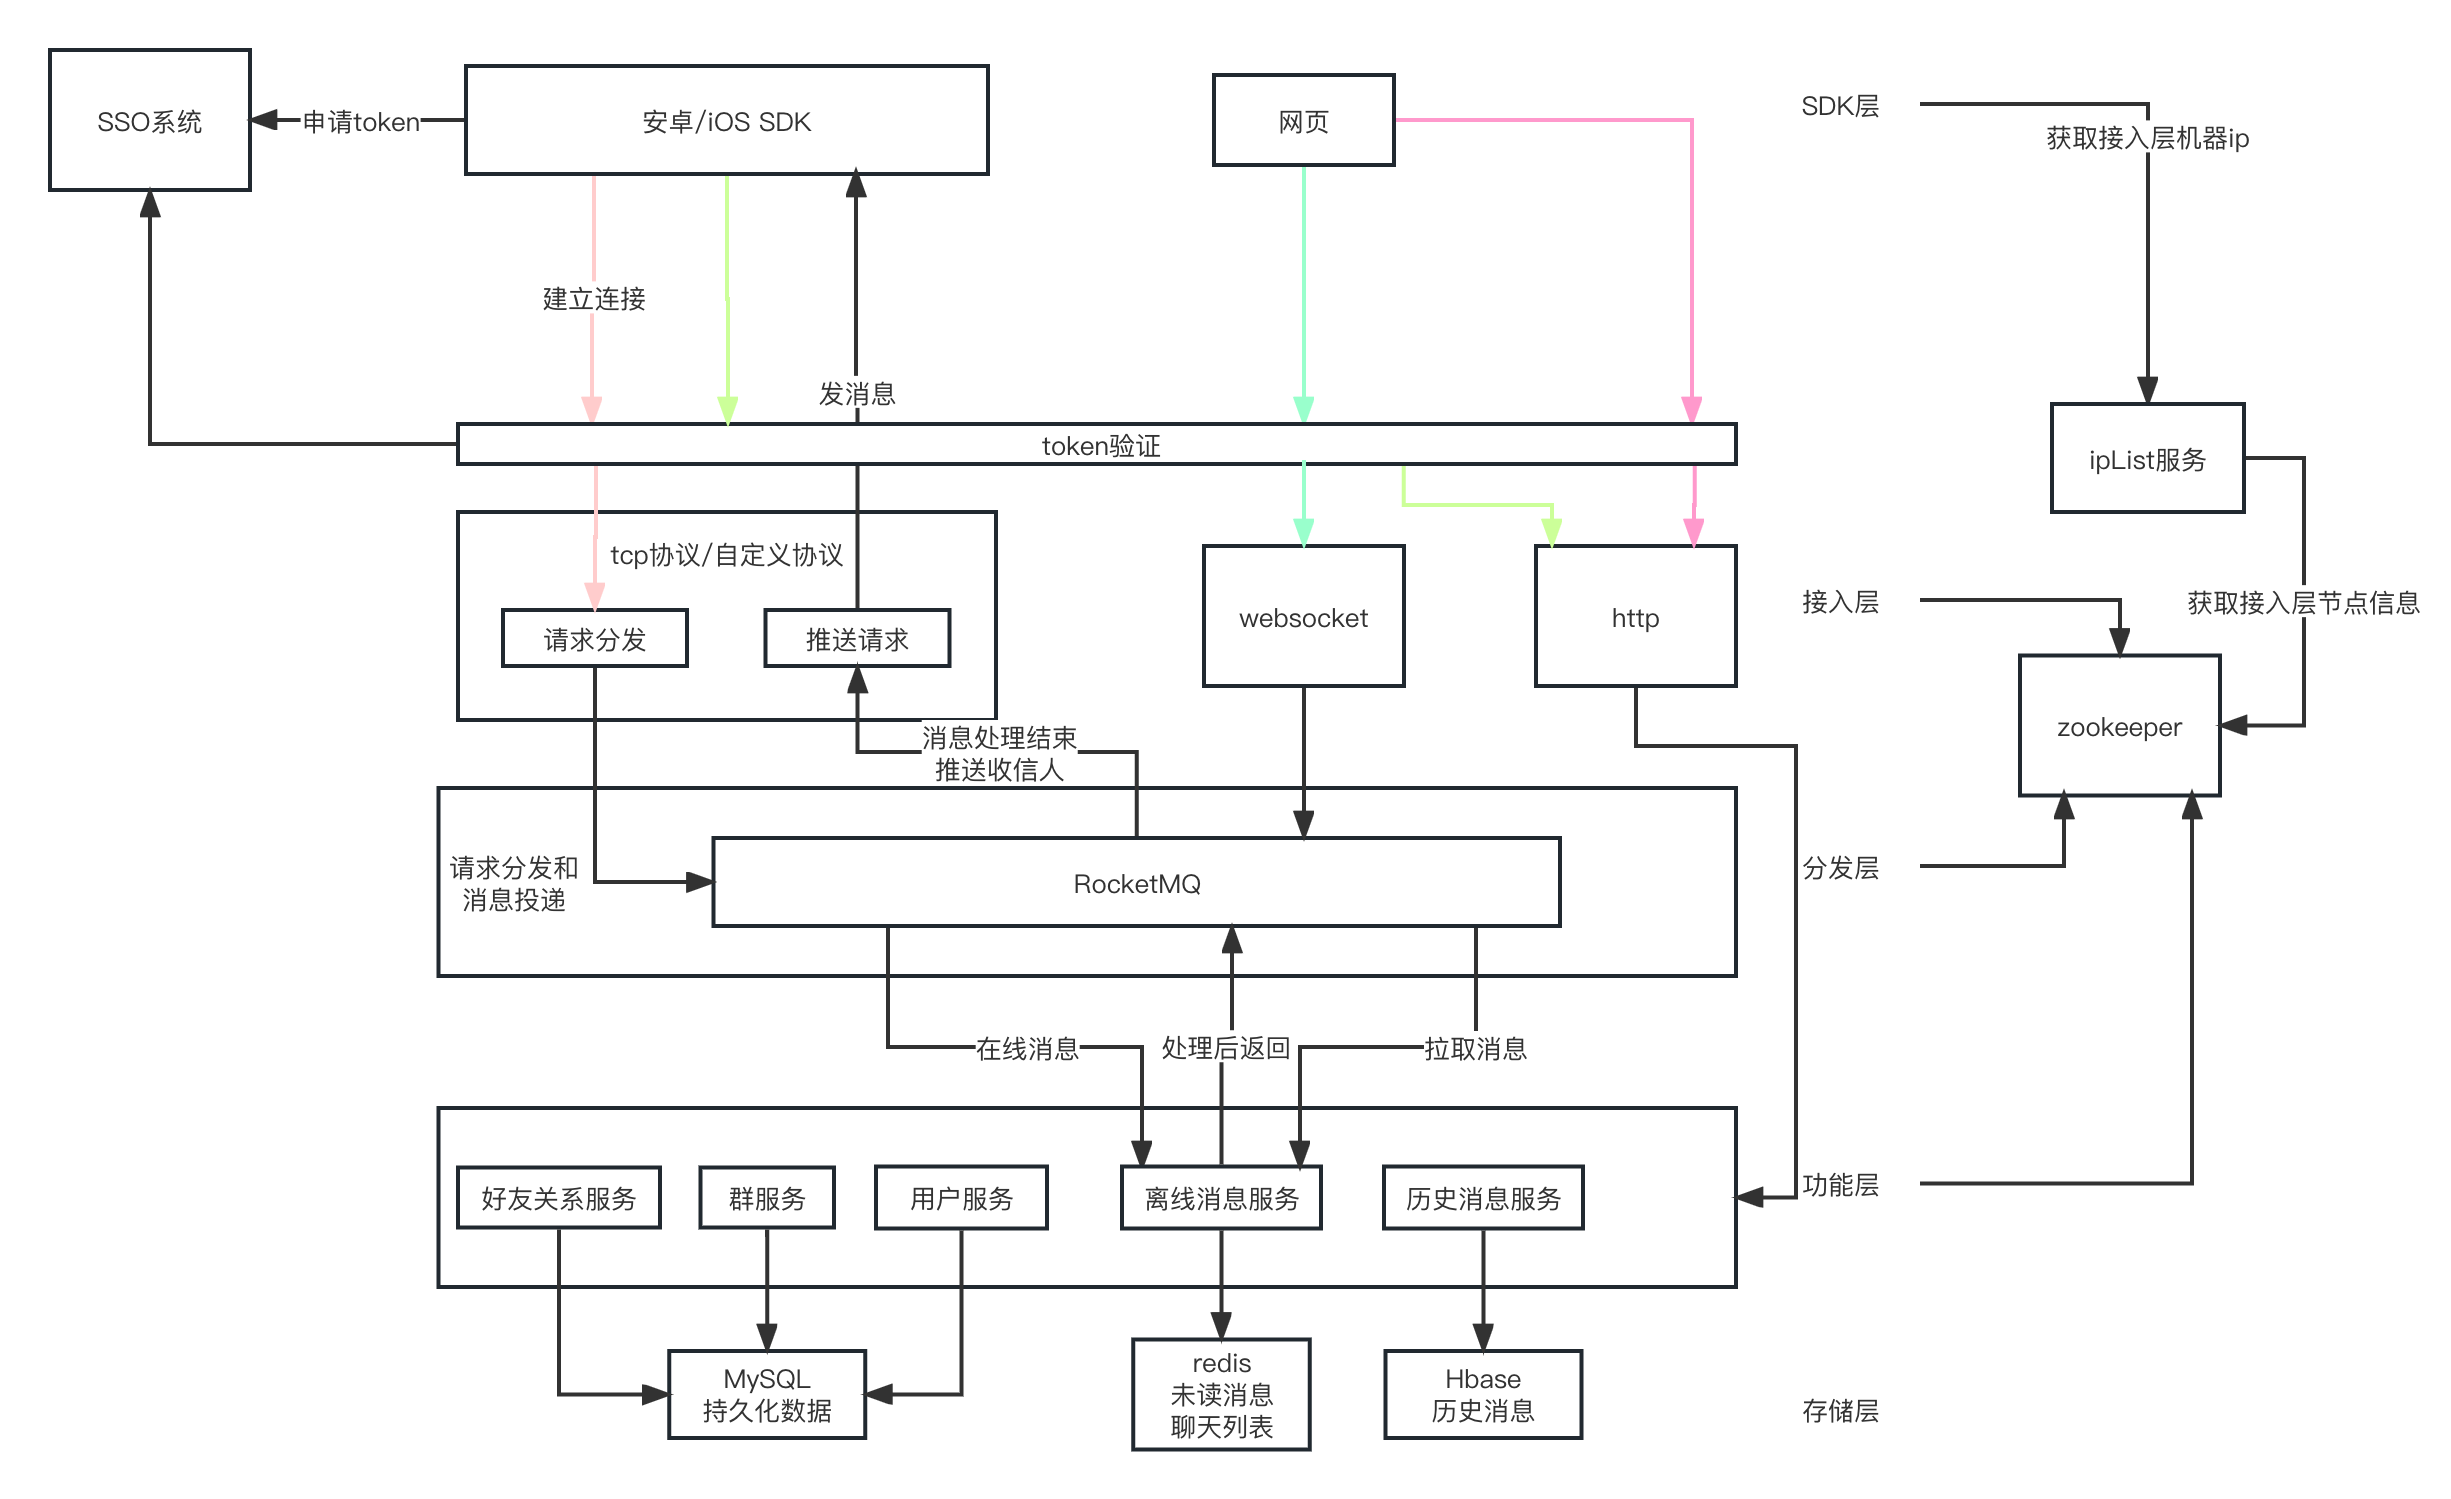 SSO系统
申请token
安卓/iOS SDK
网页
SDK层
获取接入层机器ip
建立连接
发消息
token验证
ipList服务
tcp协议/自定义协议
请求分发
推送请求
websocket
http
接入层
获取接入层节点信息
zookeeper
消息处理结束
推送收信人
请求分发和
消息投递
RocketMQ
分发层
在线消息
处理后返回
拉取消息
好友关系服务
群服务
用户服务
离线消息服务
历史消息服务
功能层
MySQL
持久化数据
redis
未读消息
聊天列表
Hbase
历史消息
存储层